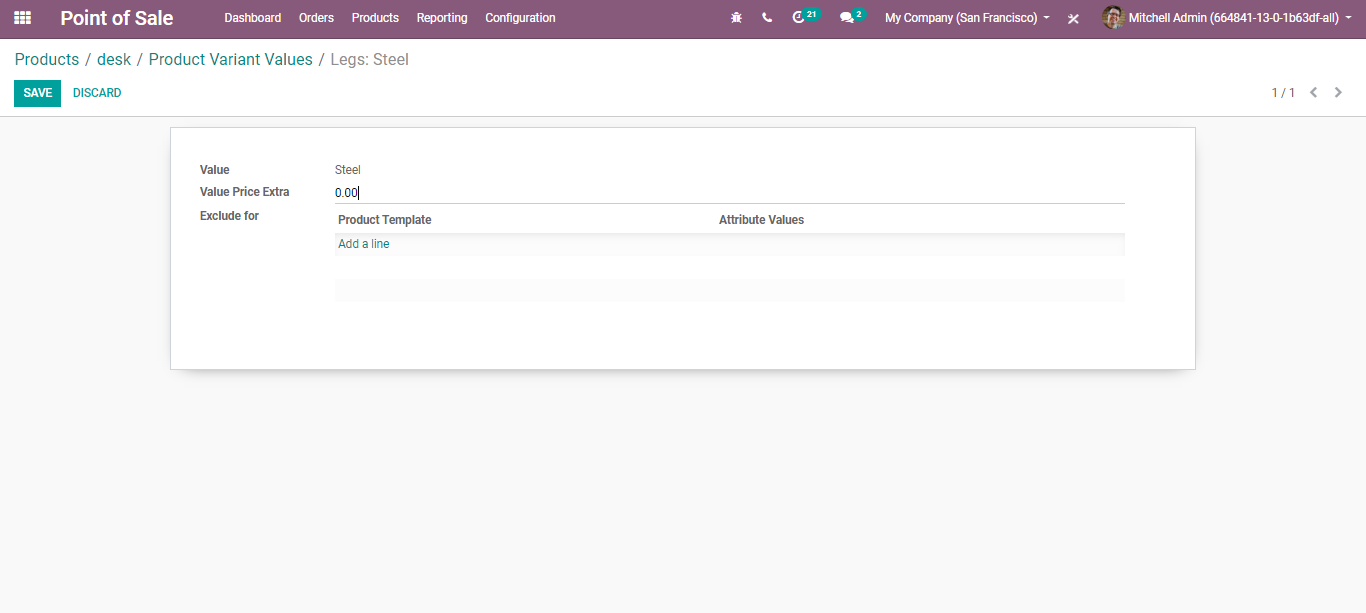 Point of Sale Dashboard Orders Products Reporting Configuration 21 2 My Company (San Francisco) Mitchell Admin (664841-13-0-1b63df-all)
Products / desk / Product Variant Values / Legs: Steel
SAVE DISCARD 1 / 1
Value Steel
Value Price Extra 0.00
Exclude for Product Template Attribute Values
Add a line